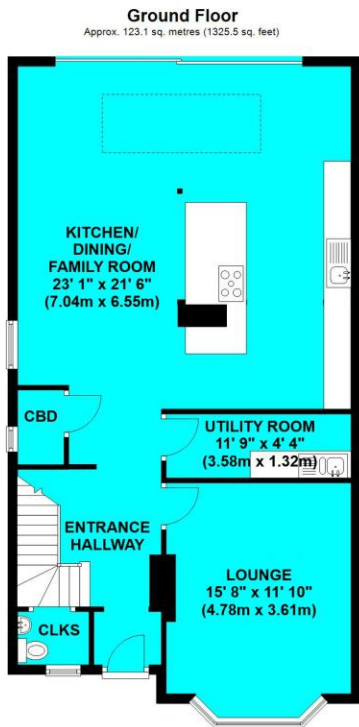 Ground Floor
Approx. 123.1 sq. metres (1325.5 sq. feet)
KITCHEN/
DINING/
FAMILY ROOM
23' 1" x 21' 6"
(7.04m x 6.55m)
CBD
UTILITY ROOM
11' 9" x 4' 4"
(3.58m x 1.32m)
ENTRANCE
HALLWAY
LOUNGE
15' 8" x 11' 10"
(4.78m x 3.61m)
CLKS